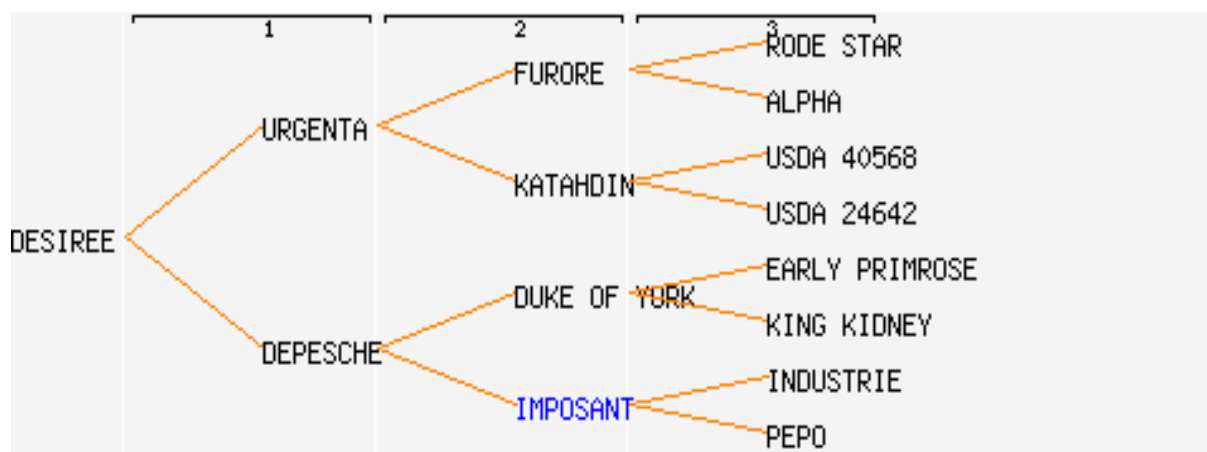 1 2 3
RODE STAR
FURORE
ALPHA
URGENTA
USDA 40568
KATAHDIN
USDA 24642
DESIREE
EARLY PRIMROSE
DUKE OF YORK
KING KIDNEY
DEPESCHE
INDUSTRIE
IMPOSANT
PEPO